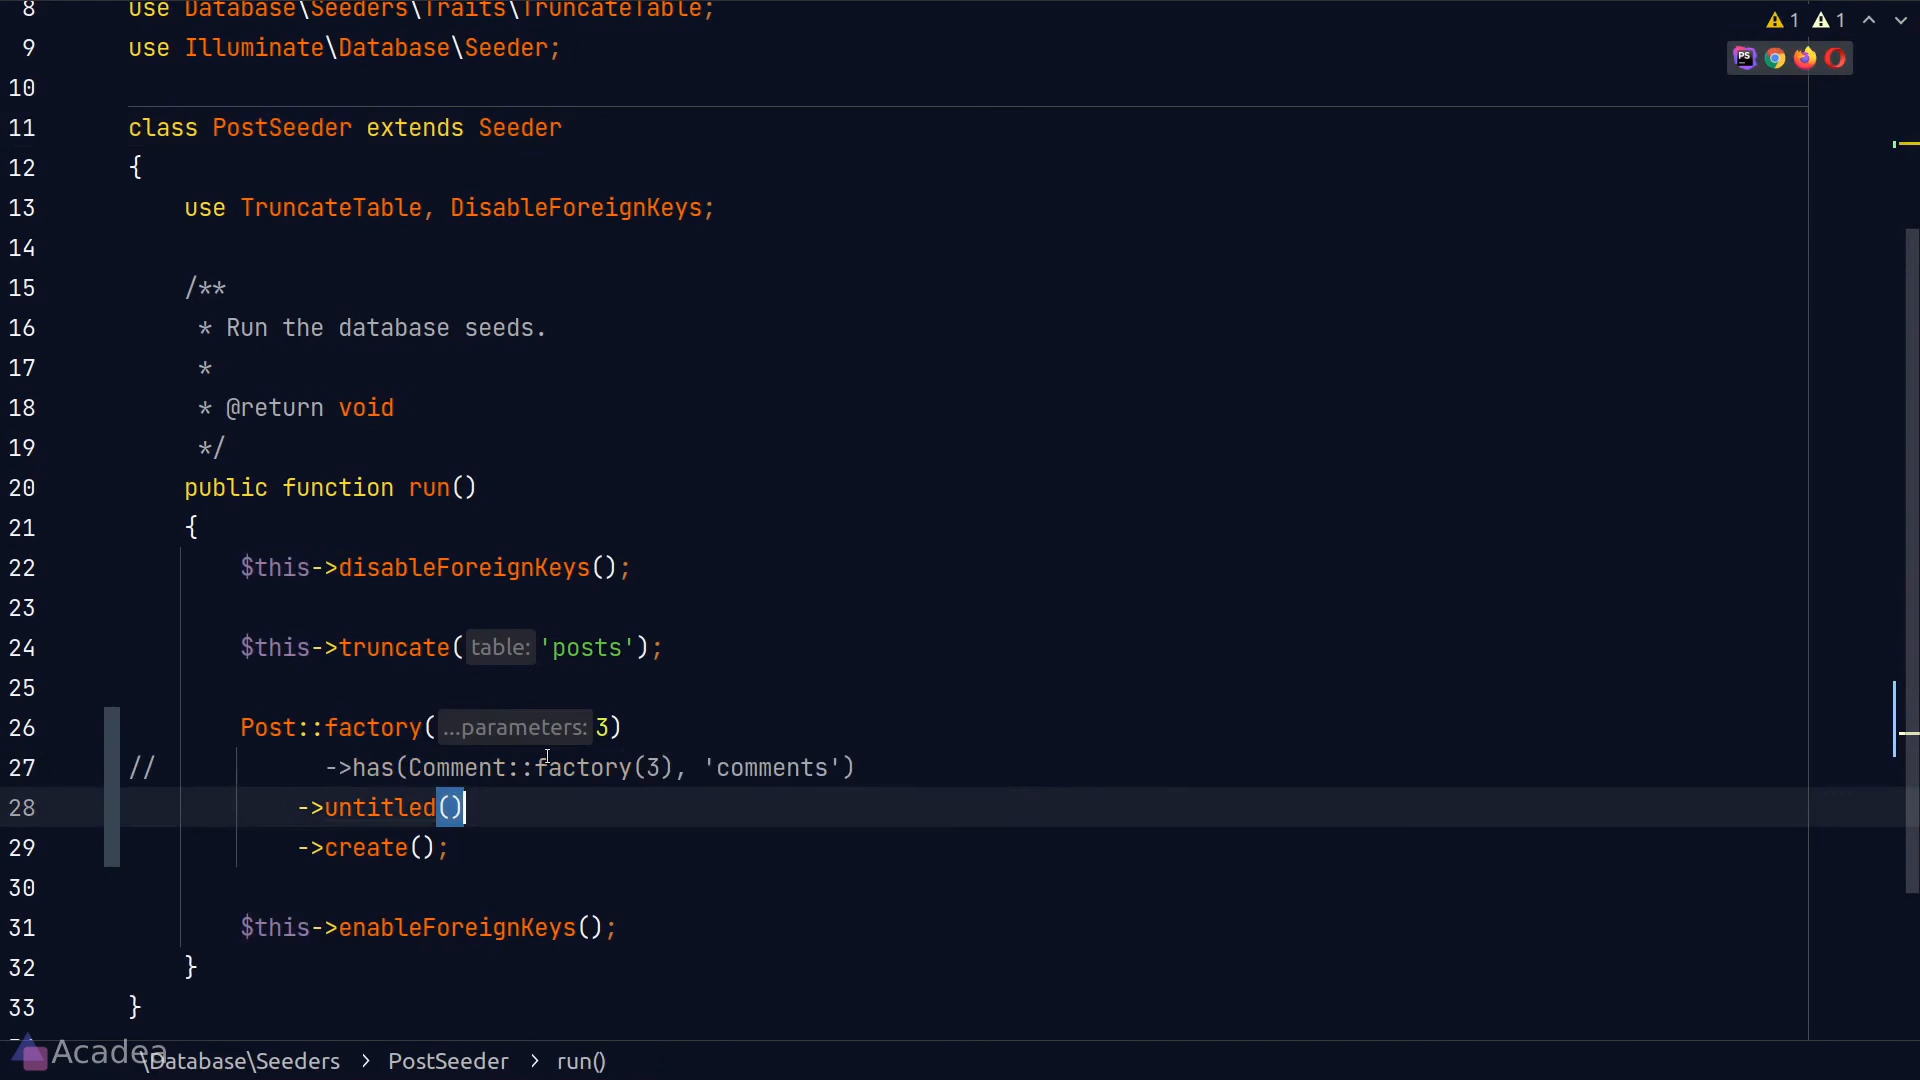 8 use Database\Seeders\Traits\TruncateTable;
9 use Illuminate\Database\Seeder;
10
11 class PostSeeder extends Seeder
12 {
13 use TruncateTable, DisableForeignKeys;
14
15 /**
16 * Run the database seeds.
17 *
18 * @return void
19 */
20 public function run()
21 {
22 $this->disableForeignKeys();
23
24 $this->truncate( table: 'posts');
25
26 Post::factory( ...parameters: 3)
27 // ->has(Comment::factory(3), 'comments')
28 ->untitled()
29 ->create();
30
31 $this->enableForeignKeys();
32 }
33 }
1 1
PS
Acadea
\Database\Seeders > PostSeeder > run()